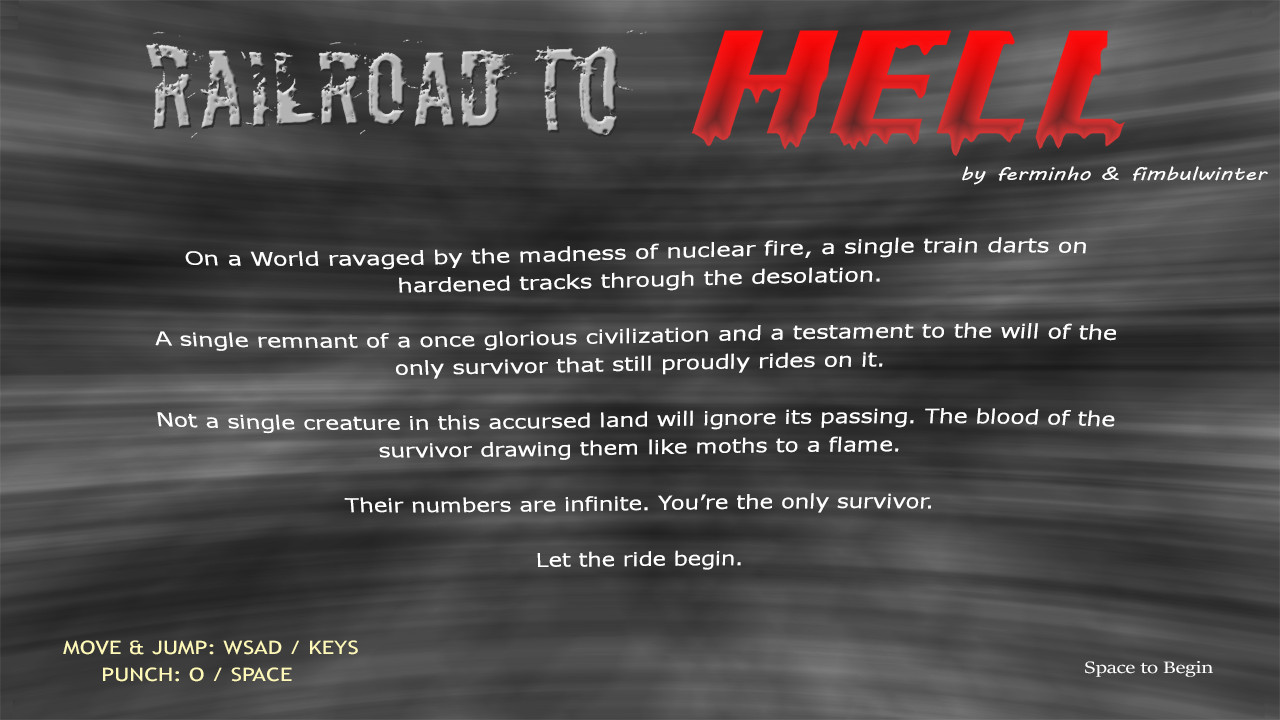 RAILROAD TO HELL
by ferminho & fimbulwinter
On a World ravaged by the madness of nuclear fire, a single train darts on
hardened tracks through the desolation.
A single remnant of a once glorious civilization and a testament to the will of the
only survivor that still proudly rides on it.
Not a single creature in this accursed land will ignore its passing. The blood of the
survivor drawing them like moths to a flame.
Their numbers are infinite. You're the only survivor.
Let the ride begin.
MOVE & JUMP: WSAD / KEYS
PUNCH: O / SPACE
Space to Begin